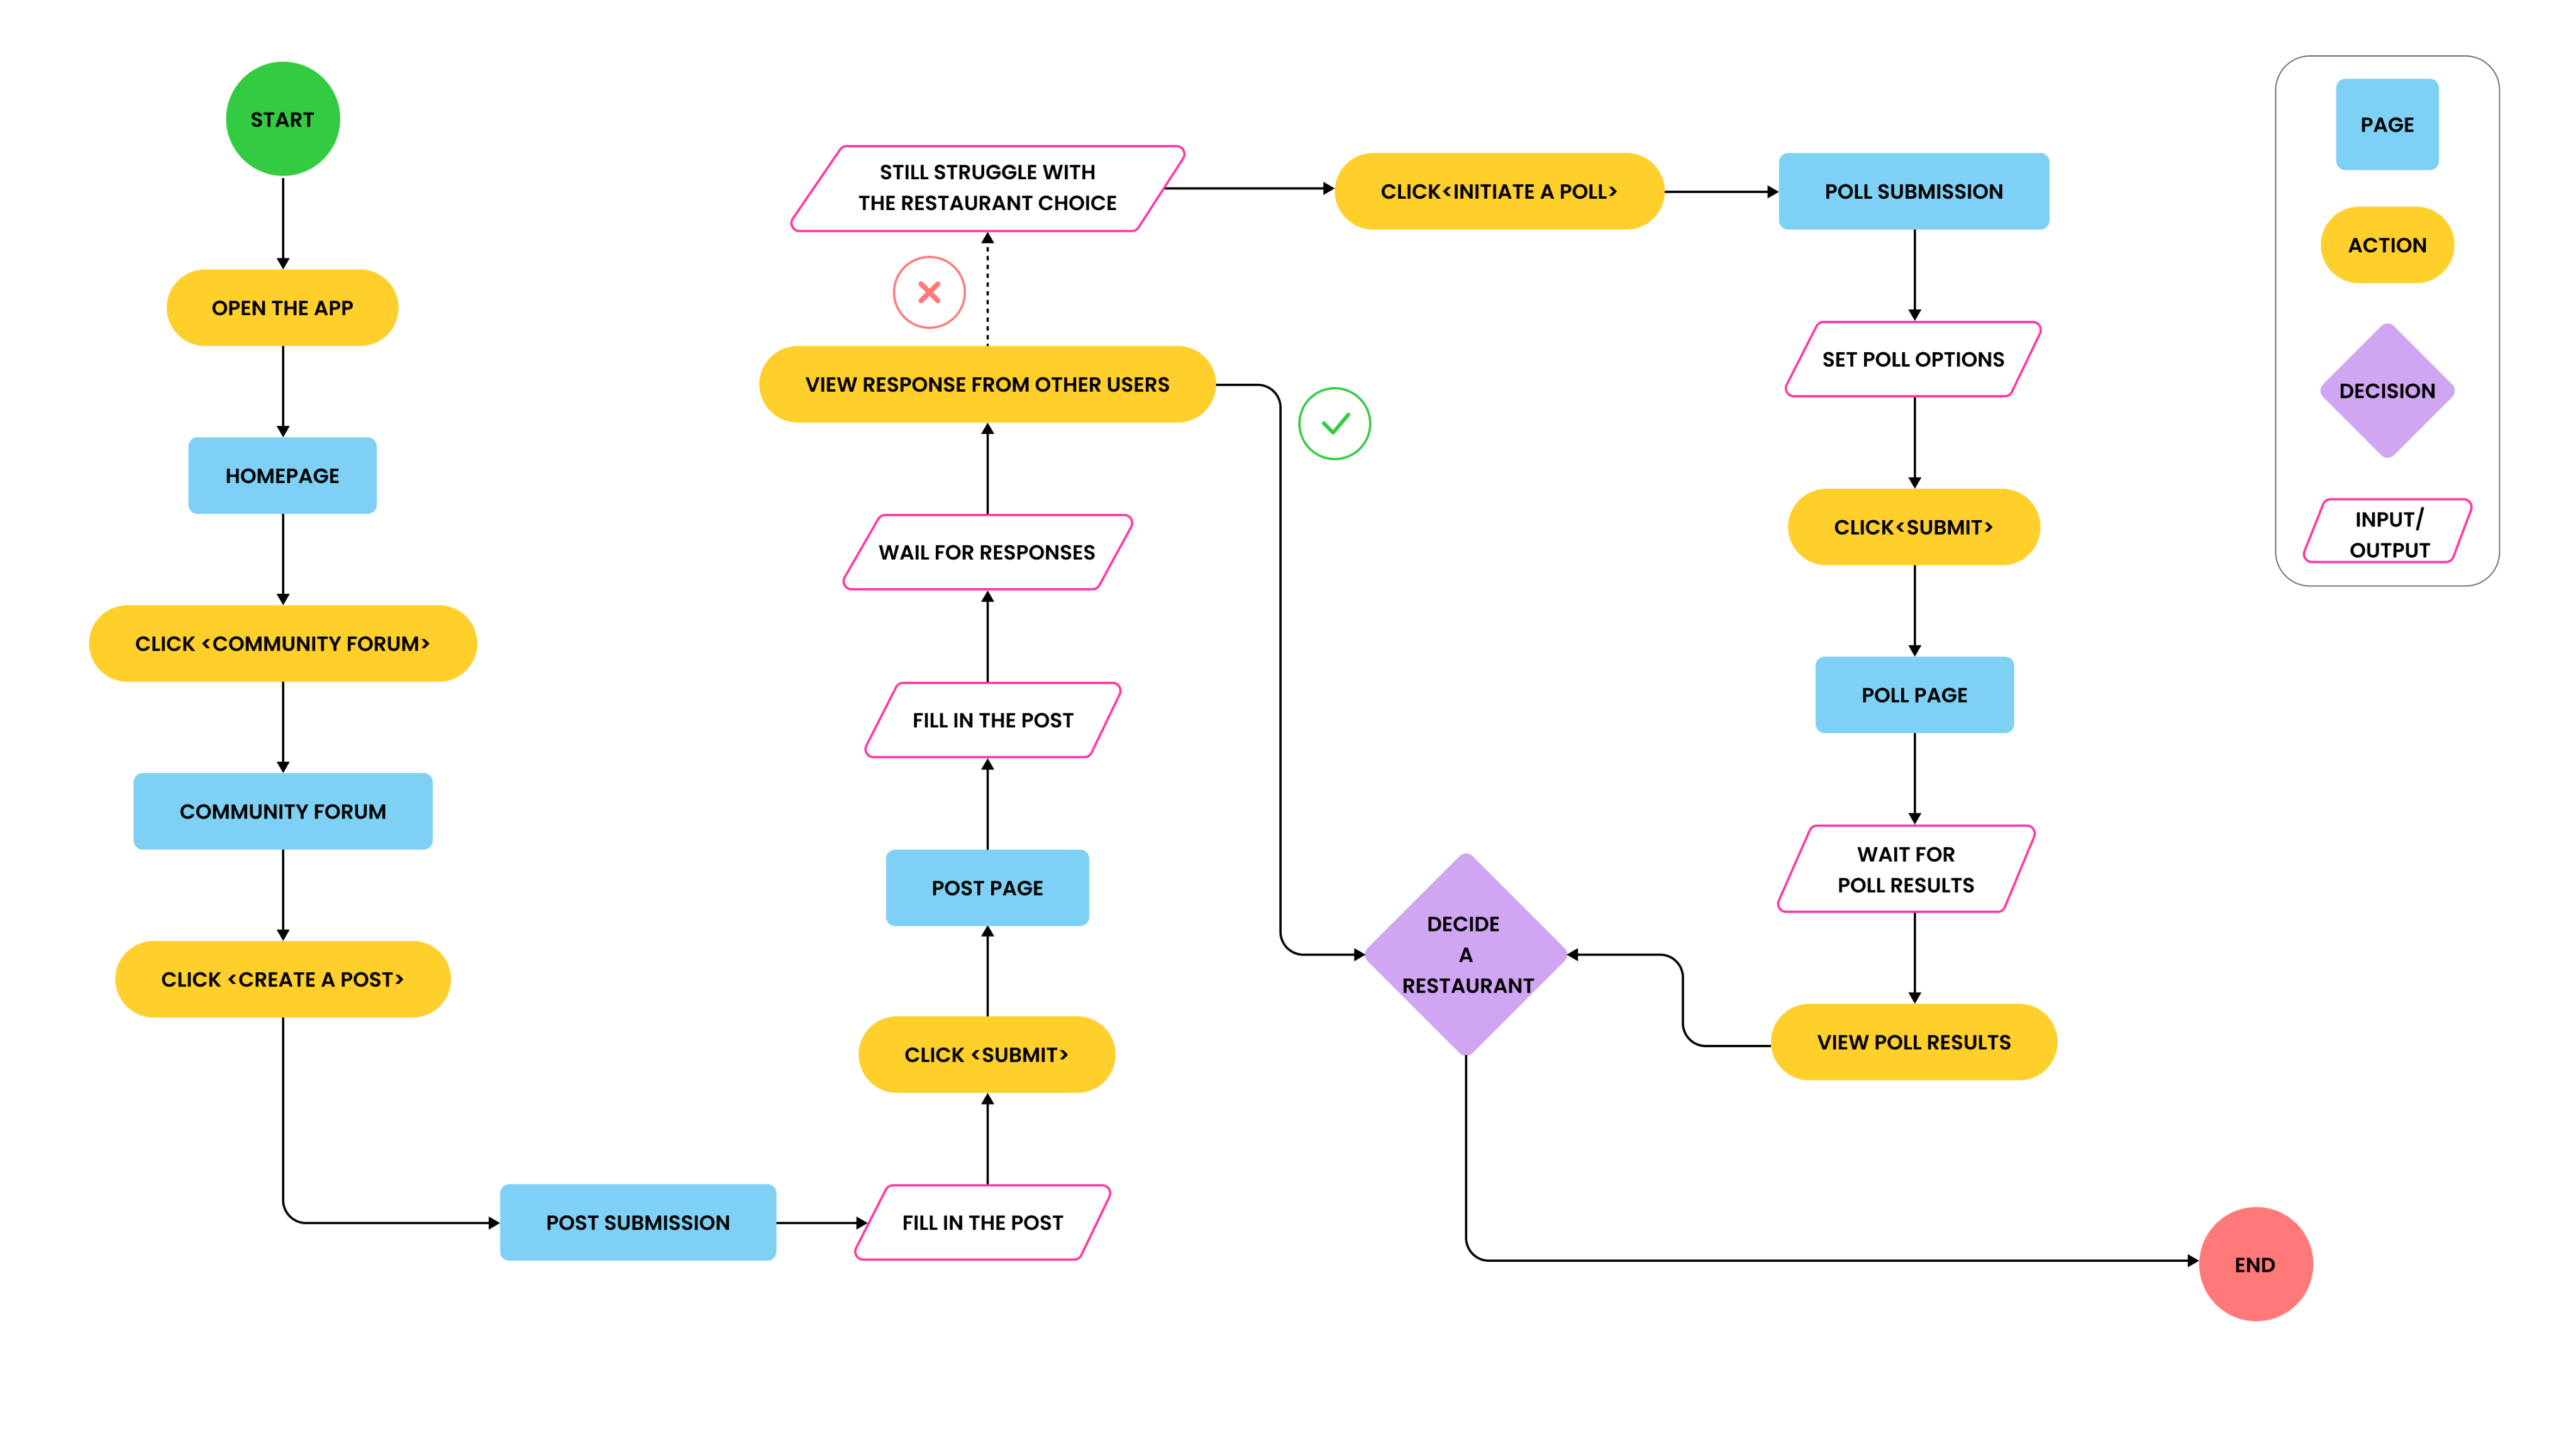 START
OPEN THE APP
HOMEPAGE
CLICK <COMMUNITY FORUM>
COMMUNITY FORUM
CLICK <CREATE A POST>
POST SUBMISSION
FILL IN THE POST
CLICK <SUBMIT>
POST PAGE
FILL IN THE POST
WAIL FOR RESPONSES
VIEW RESPONSE FROM OTHER USERS
STILL STRUGGLE WITH
THE RESTAURANT CHOICE
CLICK<INITIATE A POLL>
POLL SUBMISSION
SET POLL OPTIONS
CLICK<SUBMIT>
POLL PAGE
WAIT FOR
POLL RESULTS
VIEW POLL RESULTS
DECIDE
A
RESTAURANT
END
PAGE
ACTION
DECISION
INPUT/
OUTPUT